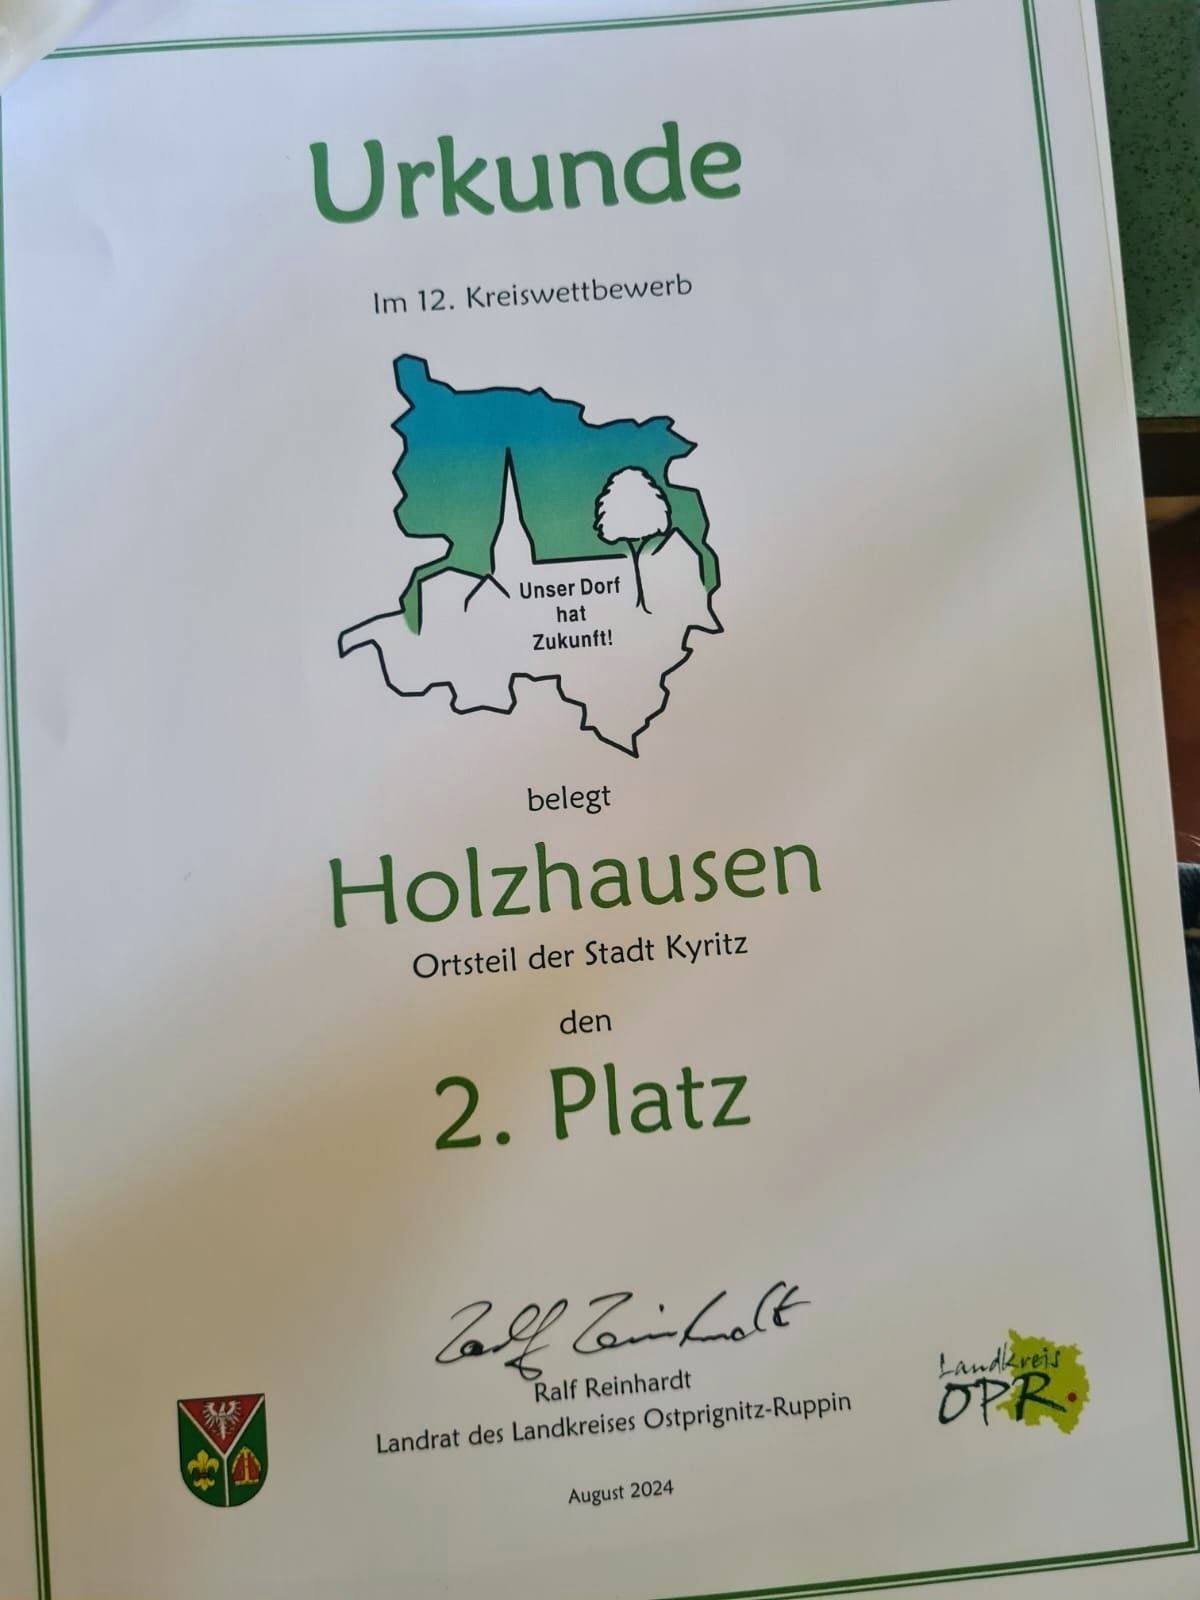 Urkunde
Im 12. Kreiswettbewerb
Unser Dorf
hat
Zukunft!
belegt
Holzhausen
Ortsteil der Stadt Kyritz
den
2. Platz
Ralf Reinhardt
Ralf Reinhardt
Landrat des Landkreises Ostprignitz-Ruppin
August 2024
Landkreis
OPR